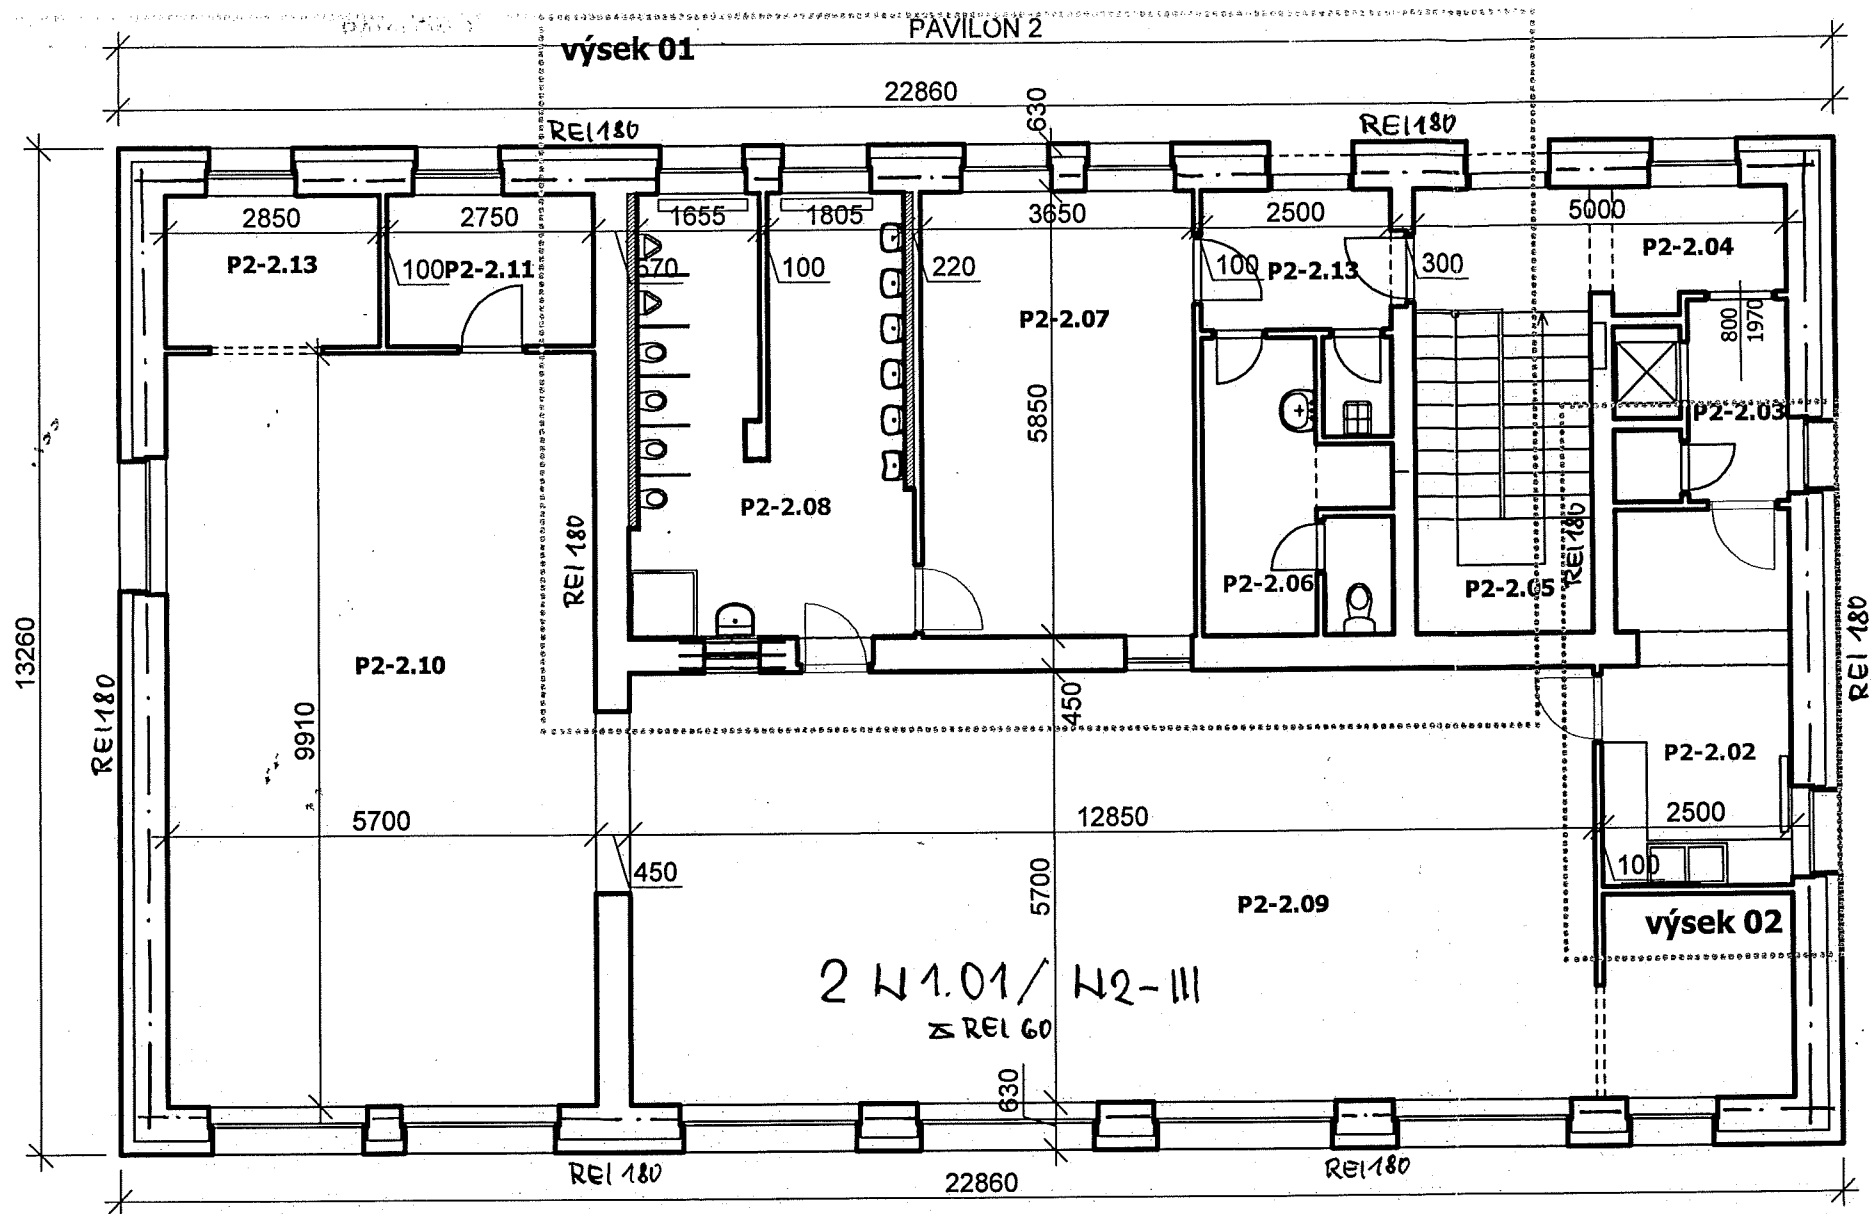 PAVILON 2
výsek 01
22860
630
REI 180
REI 180
2850
2750
1655
1805
3650
2500
5000
P2-2.13
100
P2-2.11
670
100
220
100
P2-2.13
300
P2-2.04
P2-2.07
800
1970
5850
P2-2.03
P2-2.08
REI 180
REI 180
P2-2.06
P2-2.05
13260
REI 180
P2-2.10
REI 180
9910
450
P2-2.02
5700
12850
2500
450
100
5700
P2-2.09
výsek 02
2 N1.01/ N2-III
REI 60
630
REI 180
REI 180
22860